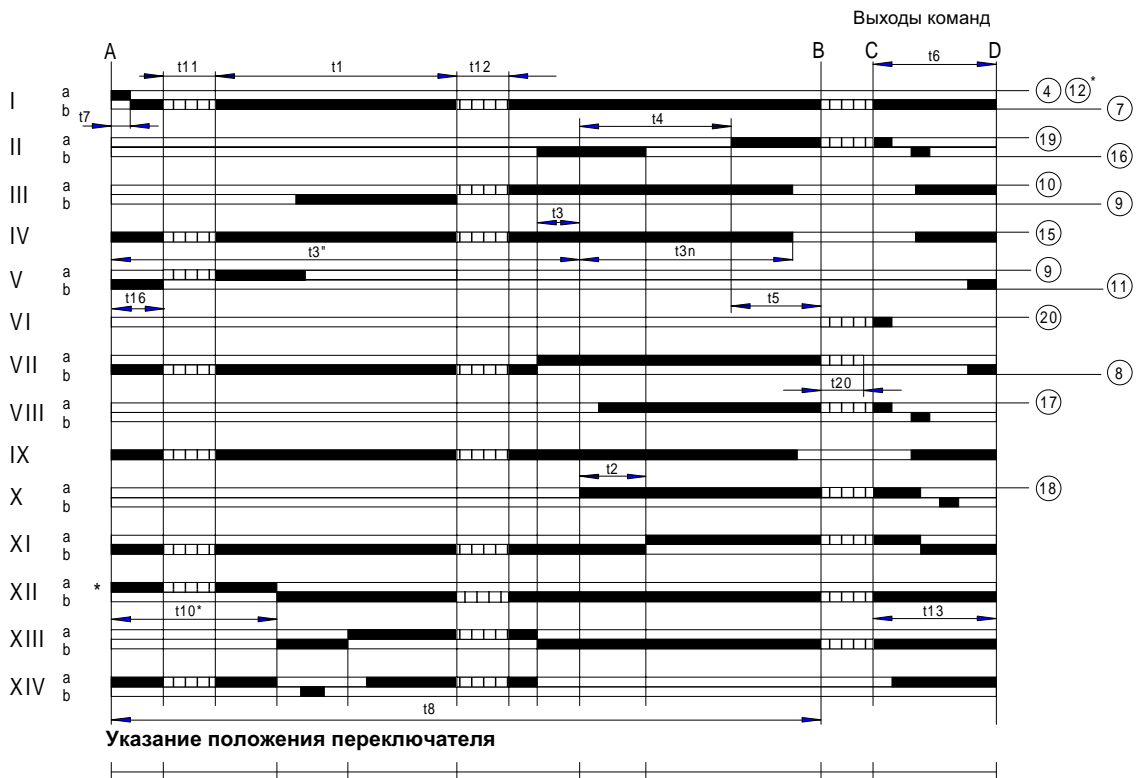 Выходы команд
A B C D
t11 t1 t12 t6
I a b 4 12 * 7
t7 t4
II a b 19 16
III a b 10 9
t3
IV 15
t3" t3n
V a b 9 11
t16 t5
VI 20
VII a b 8
t20
VIII a b 17
IX
t2
X a b 18
XI a b
XII a b *
t10* t13
XIII a b
XIV a b
t8
Указание положения переключателя